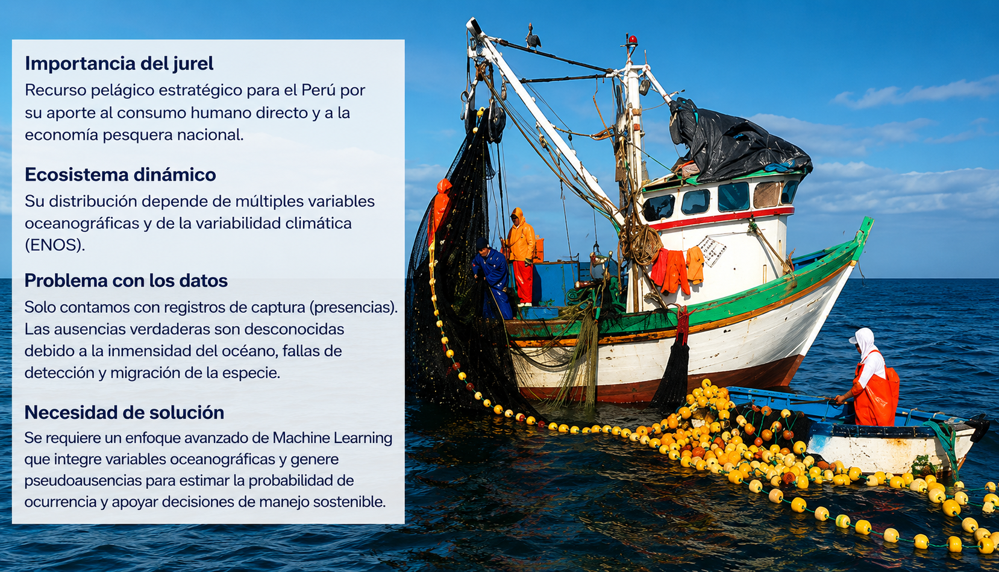 Importancia del jurel
Recurso pelágico estratégico para el Perú por
su aporte al consumo humano directo y a la
economía pesquera nacional.
Ecosistema dinámico
Su distribución depende de múltiples variables
oceanográficas y de la variabilidad climática
(ENOS).
Problema con los datos
Solo contamos con registros de captura (presencias).
Las ausencias verdaderas son desconocidas
debido a la inmensidad del océano, fallas de
detección y migración de la especie.
Necesidad de solución
Se requiere un enfoque avanzado de Machine Learning
que integre variables oceanográficas y genere
pseudoausencias para estimar la probabilidad de
ocurrencia y apoyar decisiones de manejo sostenible.